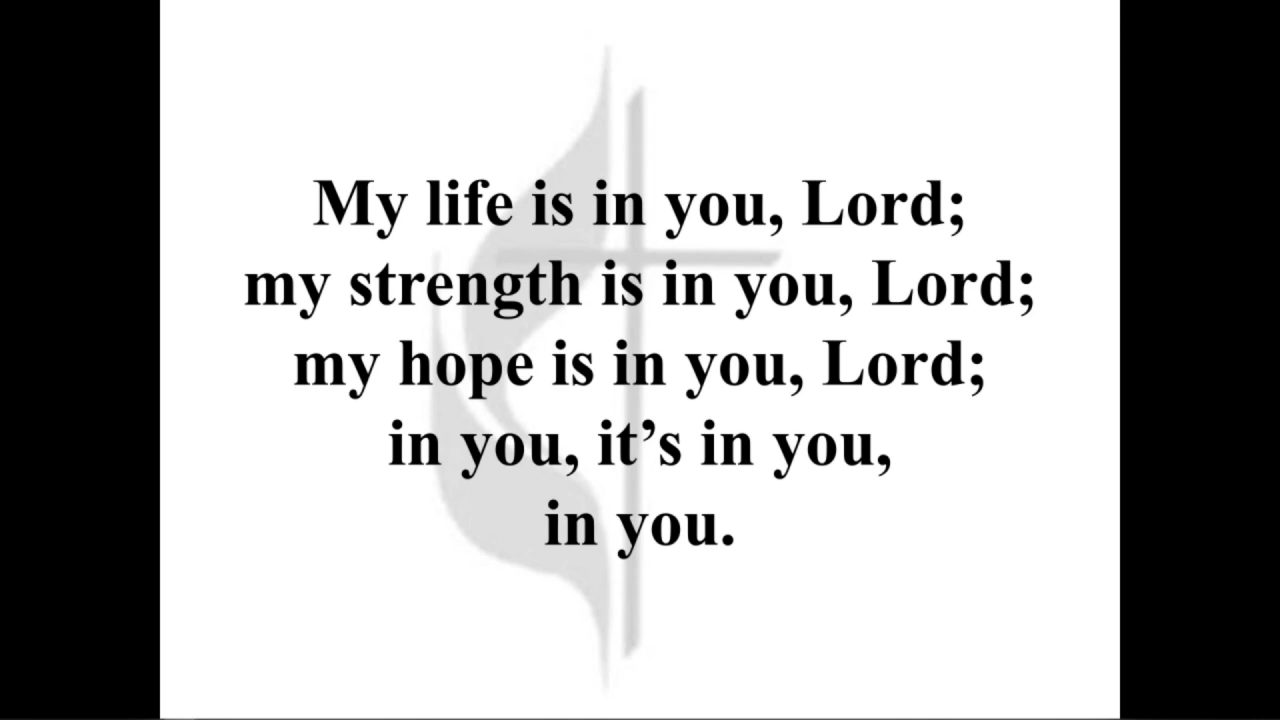 My life is in you, Lord;
my strength is in you, Lord;
my hope is in you, Lord;
in you, it’s in you,
in you.